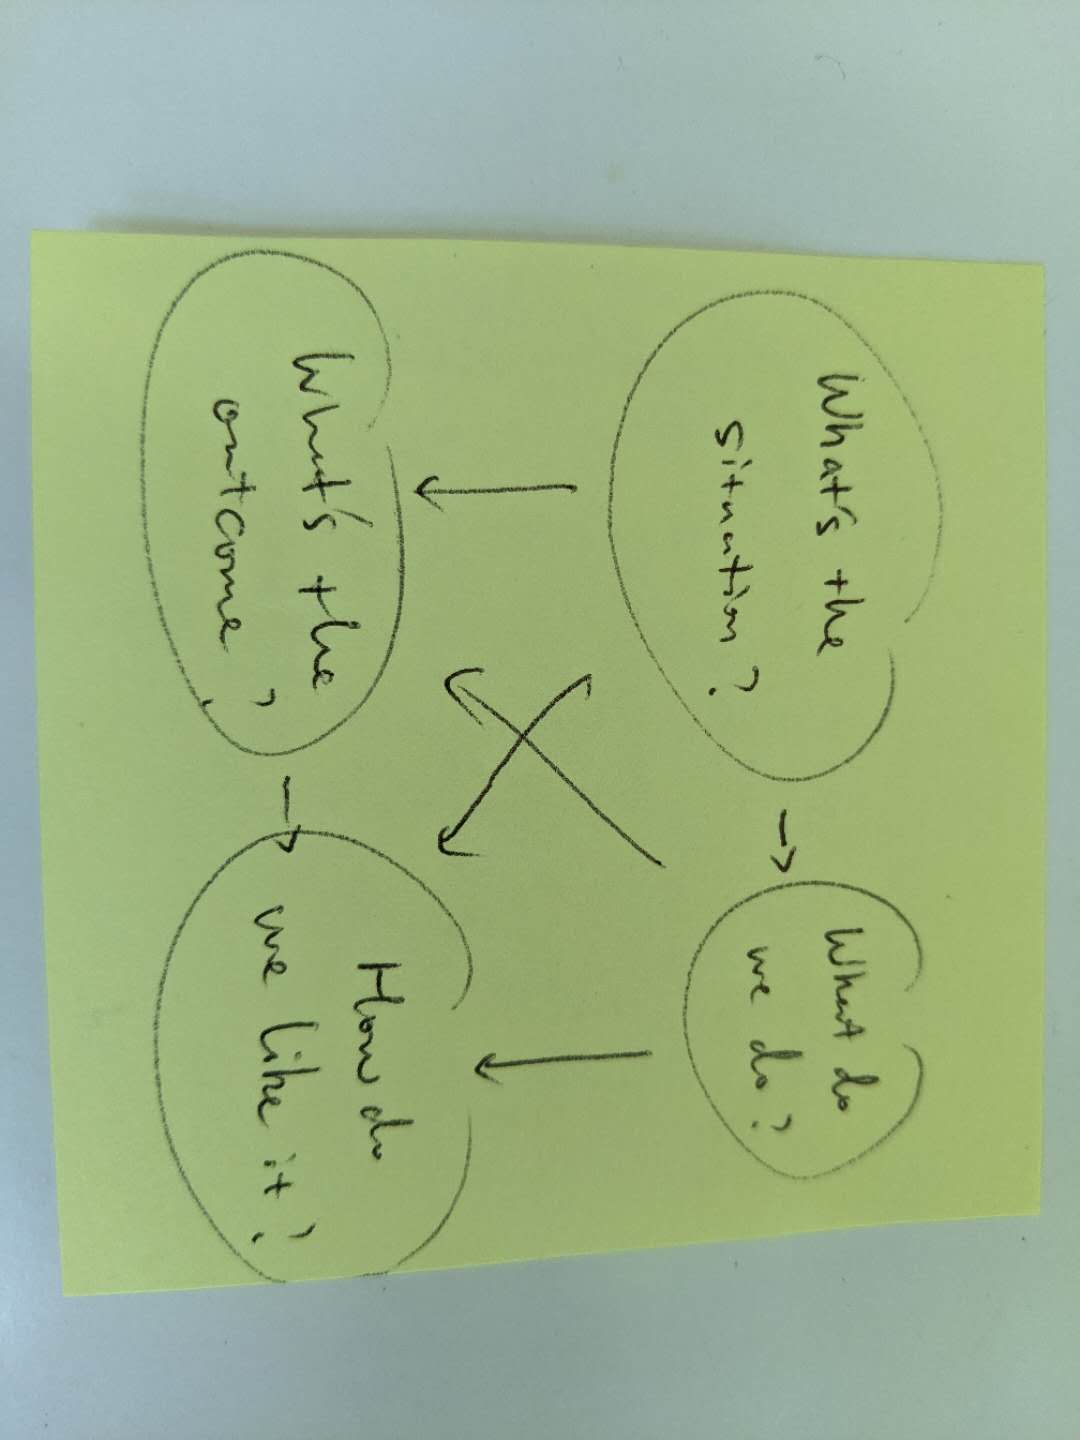 What's the
situation?
What do
we do?
What's the
outcome?
How do
we like it?